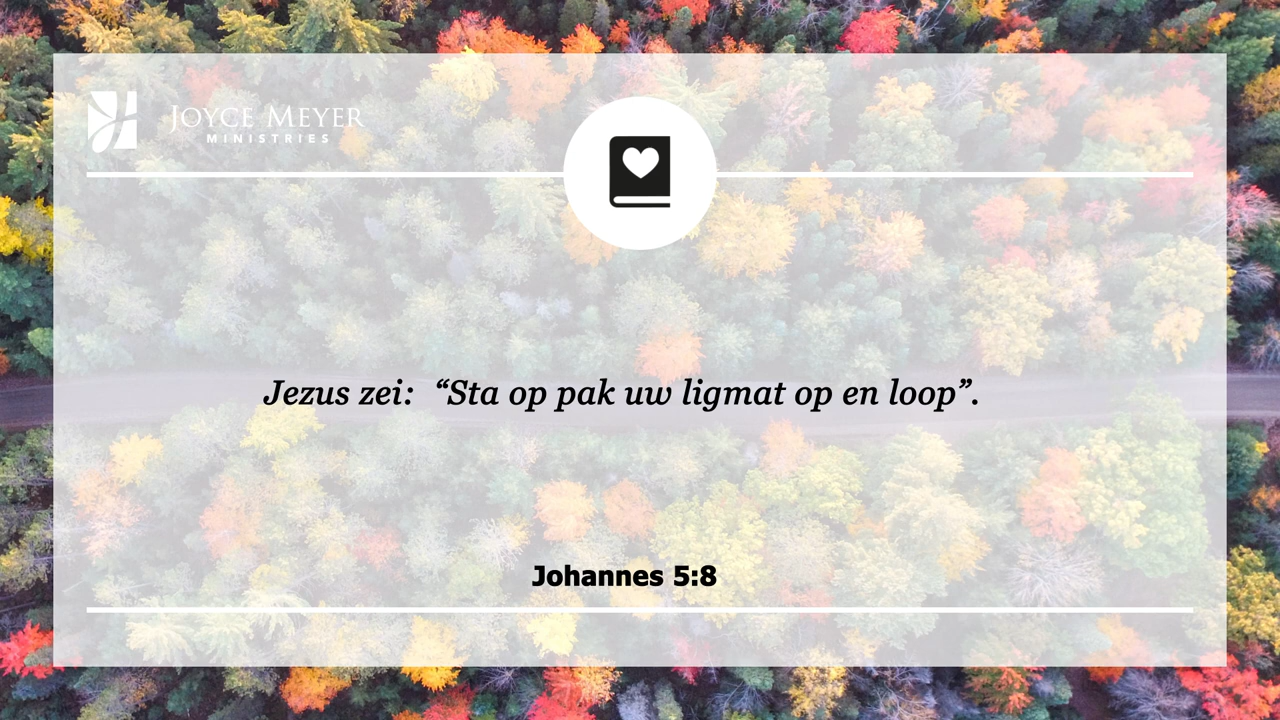 JOYCE MEYER
MINISTRIES
Jezus zei:  “Sta op pak uw ligmat op en loop”.
Johannes 5:8